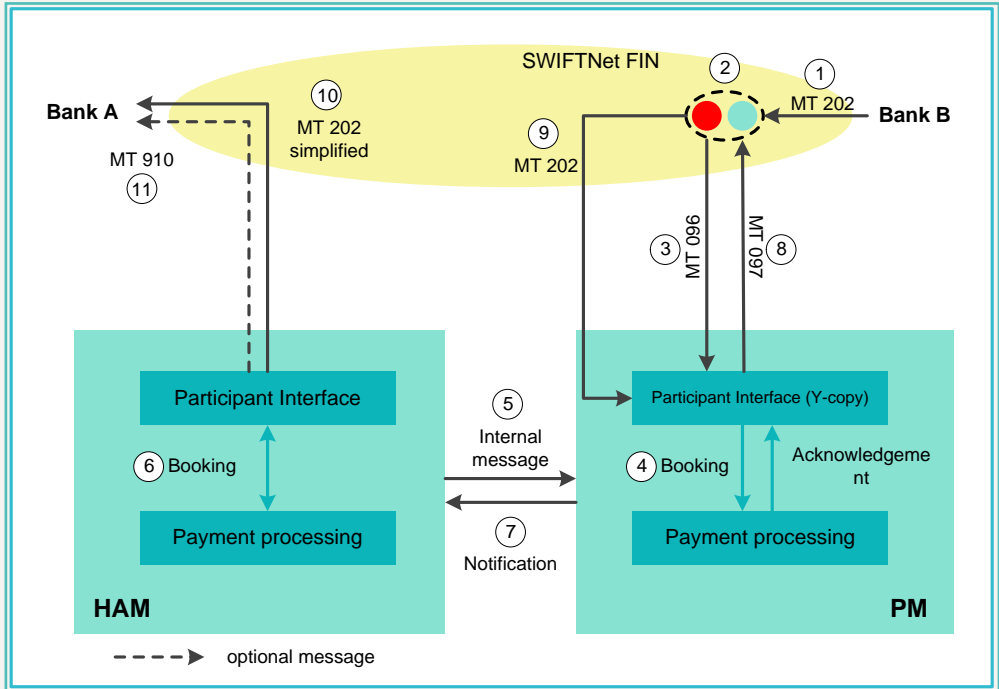 SWIFTNet FIN
2
1
MT 202
Bank A
Bank B
10
MT 202
simplified
9
MT 202
MT 910
11
3
MT 096
MT 097
8
Participant Interface
Participant Interface (Y-copy)
5
Internal
message
6 Booking
4 Booking
Acknowledgeme
nt
Payment processing
Payment processing
7
Notification
HAM
PM
optional message